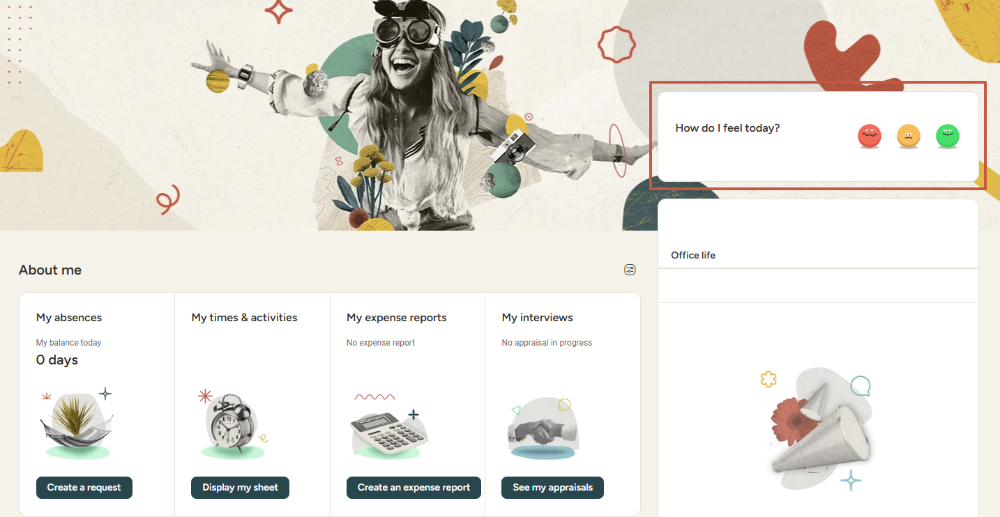 How do I feel today?
Office life
About me
My absences
My balance today
0 days
Create a request
My times & activities
Display my sheet
My expense reports
No expense report
Create an expense report
My interviews
No appraisal in progress
See my appraisals